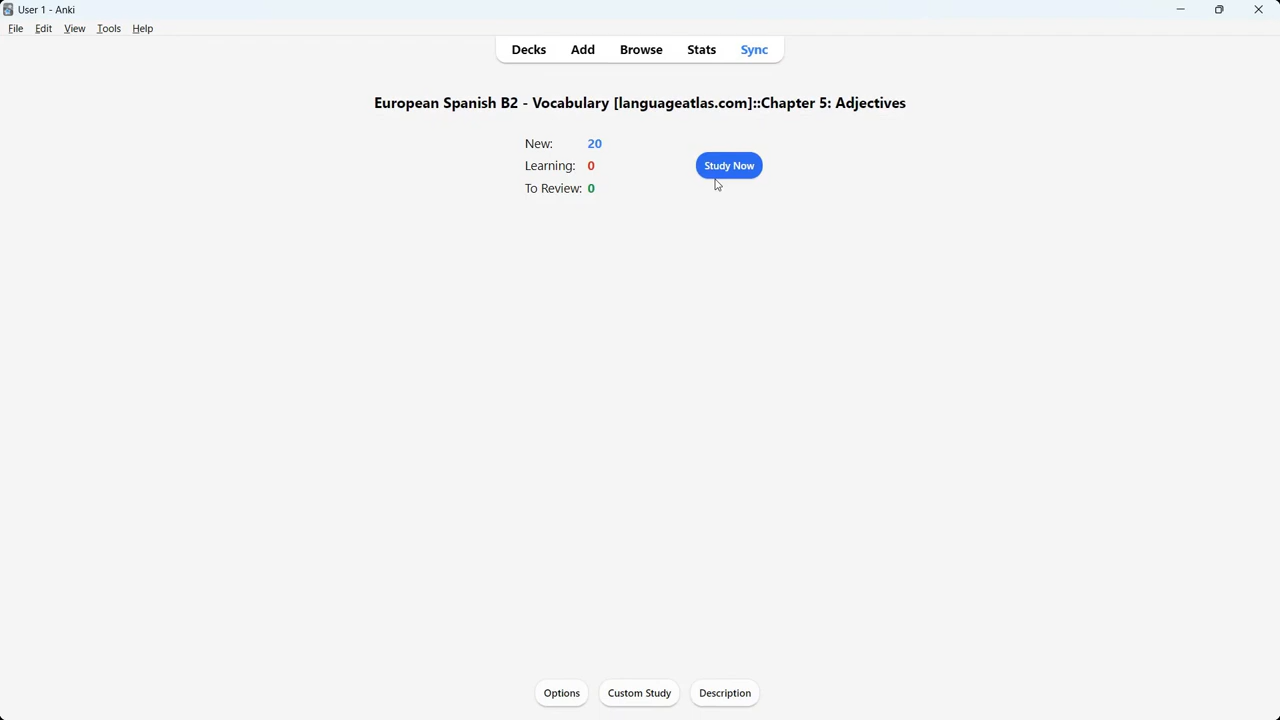 User 1 - Anki
File Edit View Tools Help
Decks Add Browse Stats Sync
European Spanish B2 - Vocabulary [languageatlas.com]::Chapter 5: Adjectives
New: 20
Learning: 0
Study Now
To Review: 0
Options Custom Study Description